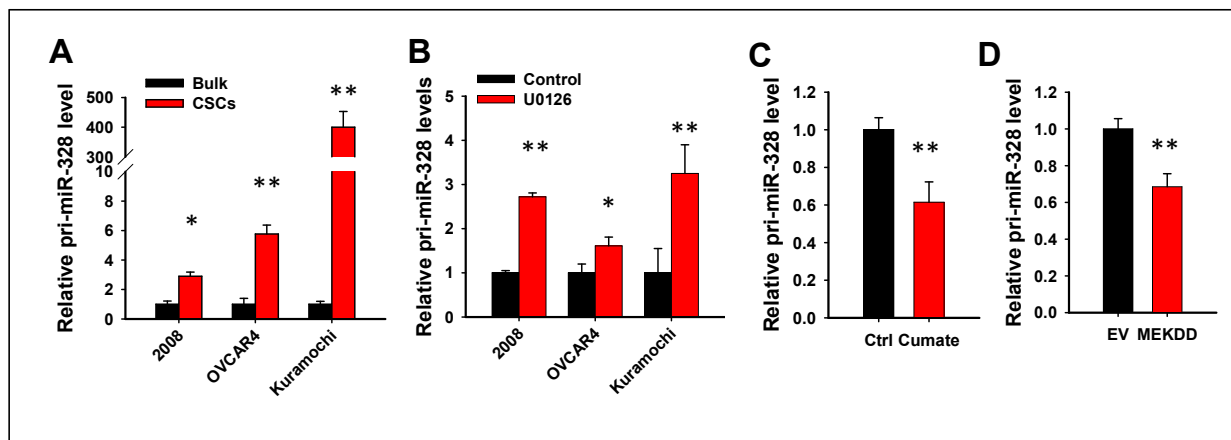 A
Bulk
CSCs
Relative pri-miR-328 level
500
400
300
10
8
6
4
2
0
*
**
**
2008
OVCAR4
Kuramochi
B
Control
U0126
Relative pri-miR-328 levels
5
4
3
2
1
0
**
*
**
2008
OVCAR4
Kuramochi
C
Relative pri-miR-328 level
1.2
1.0
0.8
0.6
0.4
0.2
0.0
**
Ctrl Cumate
D
Relative pri-miR-328 level
1.2
1.0
0.8
0.6
0.4
0.2
0.0
**
EV MEKDD